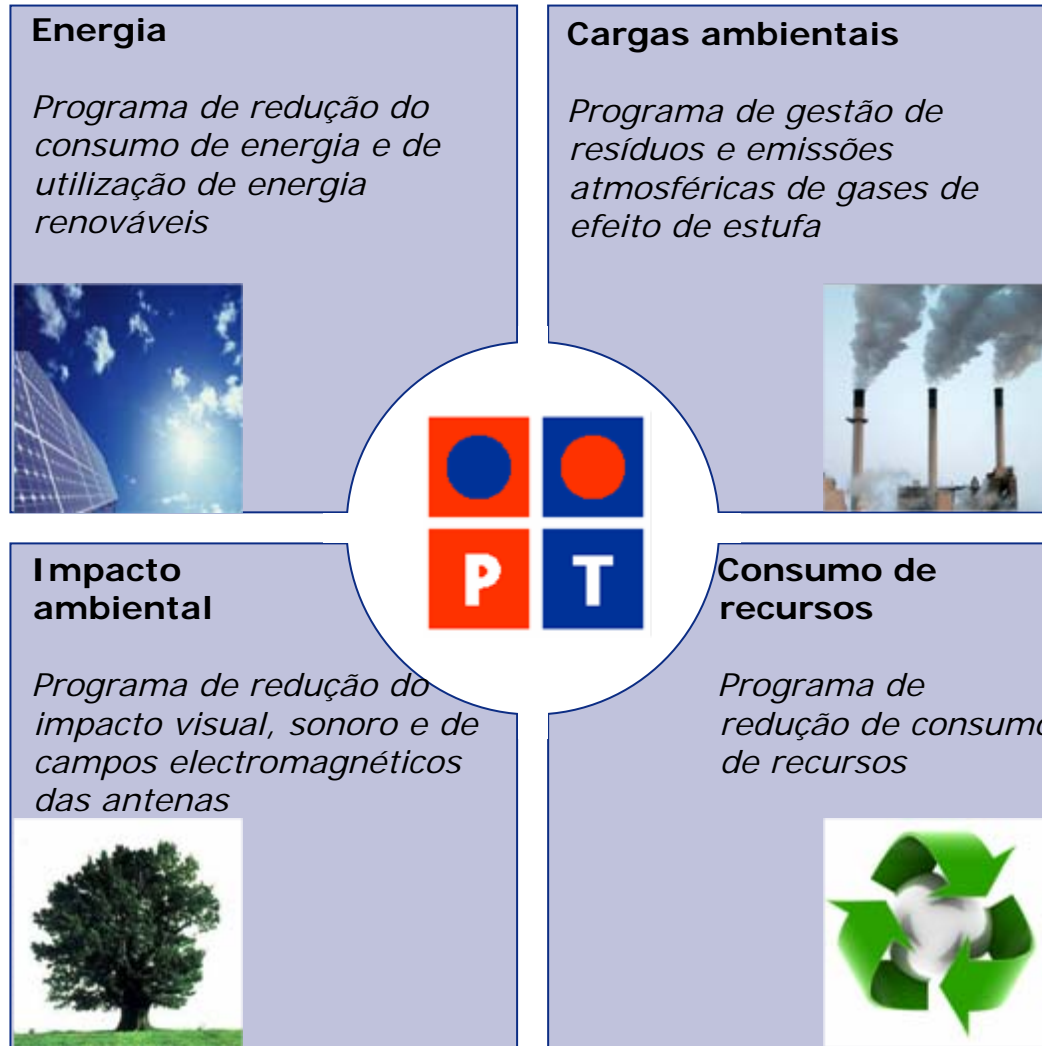 Energia
Programa de redução do
consumo de energia e de
utilização de energia
renováveis
Cargas ambientais
Programa de gestão de
resíduos e emissões
atmosféricas de gases de
efeito de estufa
P T
Impacto
ambiental
Programa de redução do
impacto visual, sonoro e de
campos electromagnéticos
das antenas
Consumo de
recursos
Programa de
redução de consumo
de recursos